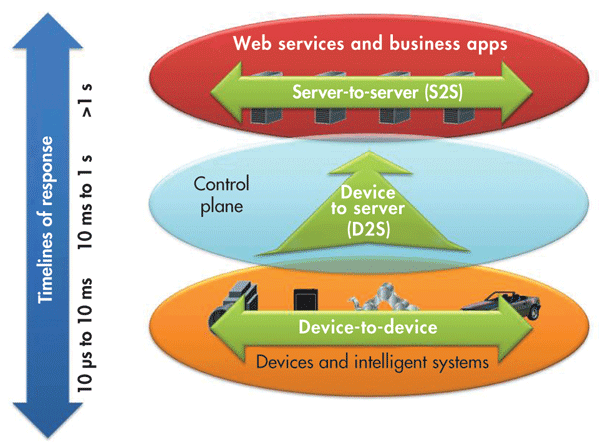 Timelines of response
>1 s
10 ms to 1 s
10 µs to 10 ms
Web services and business apps
Server-to-server (S2S)
Control
plane
Device
to server
(D2S)
Device-to-device
Devices and intelligent systems